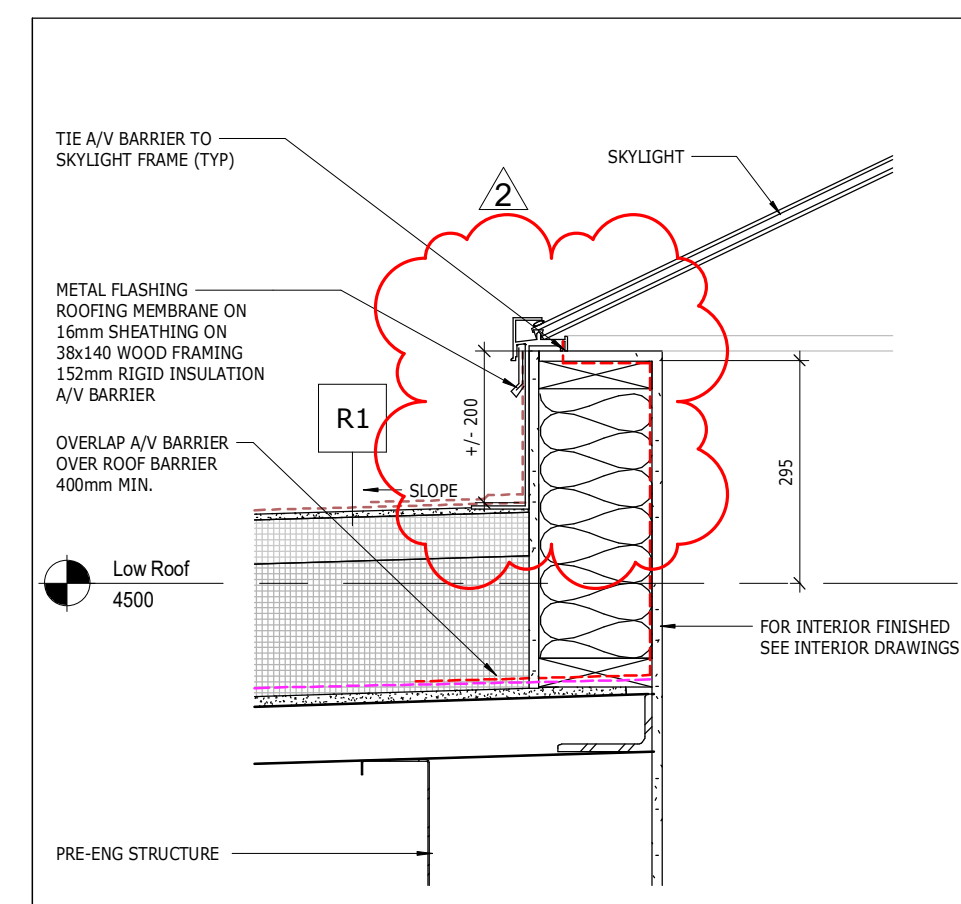 TIE A/V BARRIER TO
SKYLIGHT FRAME (TYP)
SKYLIGHT
2
METAL FLASHING
ROOFING MEMBRANE ON
16mm SHEATHING ON
38x140 WOOD FRAMING
152mm RIGID INSULATION
A/V BARRIER
R1
+/- 200
295
OVERLAP A/V BARRIER
OVER ROOF BARRIER
400mm MIN.
SLOPE
Low Roof
4500
FOR INTERIOR FINISHED
SEE INTERIOR DRAWINGS
PRE-ENG STRUCTURE